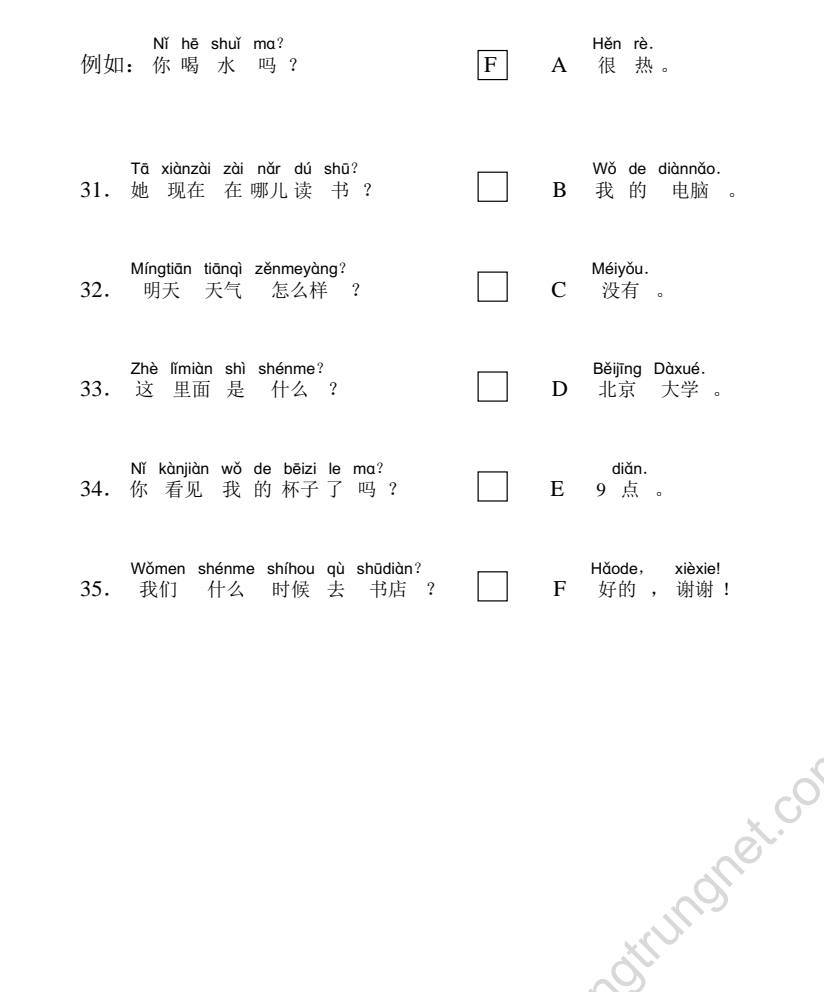 Nǐ hē shuǐ ma? Hěn rè.
例如：你 喝 水 吗？ F A 很 热。
Tā xiànzài zài nǎr dú shū? Wǒ de diànnǎo.
31． 她 现在 在 哪儿 读 书？ B 我 的 电脑。
Míngtiān tiānqì zěnmeyàng? Méiyǒu.
32． 明天 天气 怎么样？ C 没有。
Zhè lǐmiàn shì shénme? Běijīng Dàxué.
33． 这 里面 是 什么？ D 北京 大学。
Nǐ kànjiàn wǒ de bēizi le ma? diǎn.
34． 你 看见 我 的 杯子 了 吗？ E 9 点。
Wǒmen shénme shíhou qù shūdiàn? Hǎode, xièxie!
35． 我们 什么 时候 去 书店？ F 好的，谢谢！
ngtrungnet.com